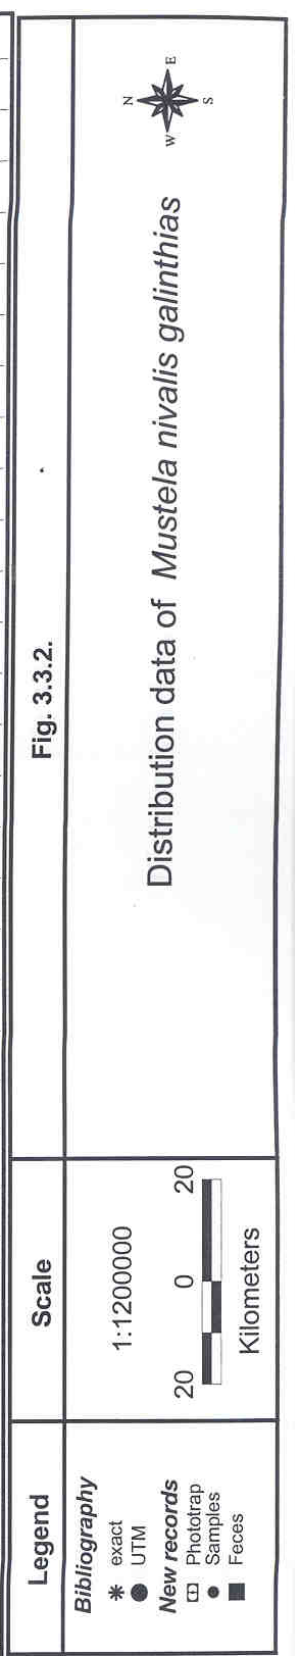 Legend
Scale
Fig. 3.3.2.
Bibliography
exact
UTM
New records
Phototrap
Samples
Feces
1:1200000
20 0 20
Kilometers
Distribution data of Mustela nivalis galinthias
N
W E
S